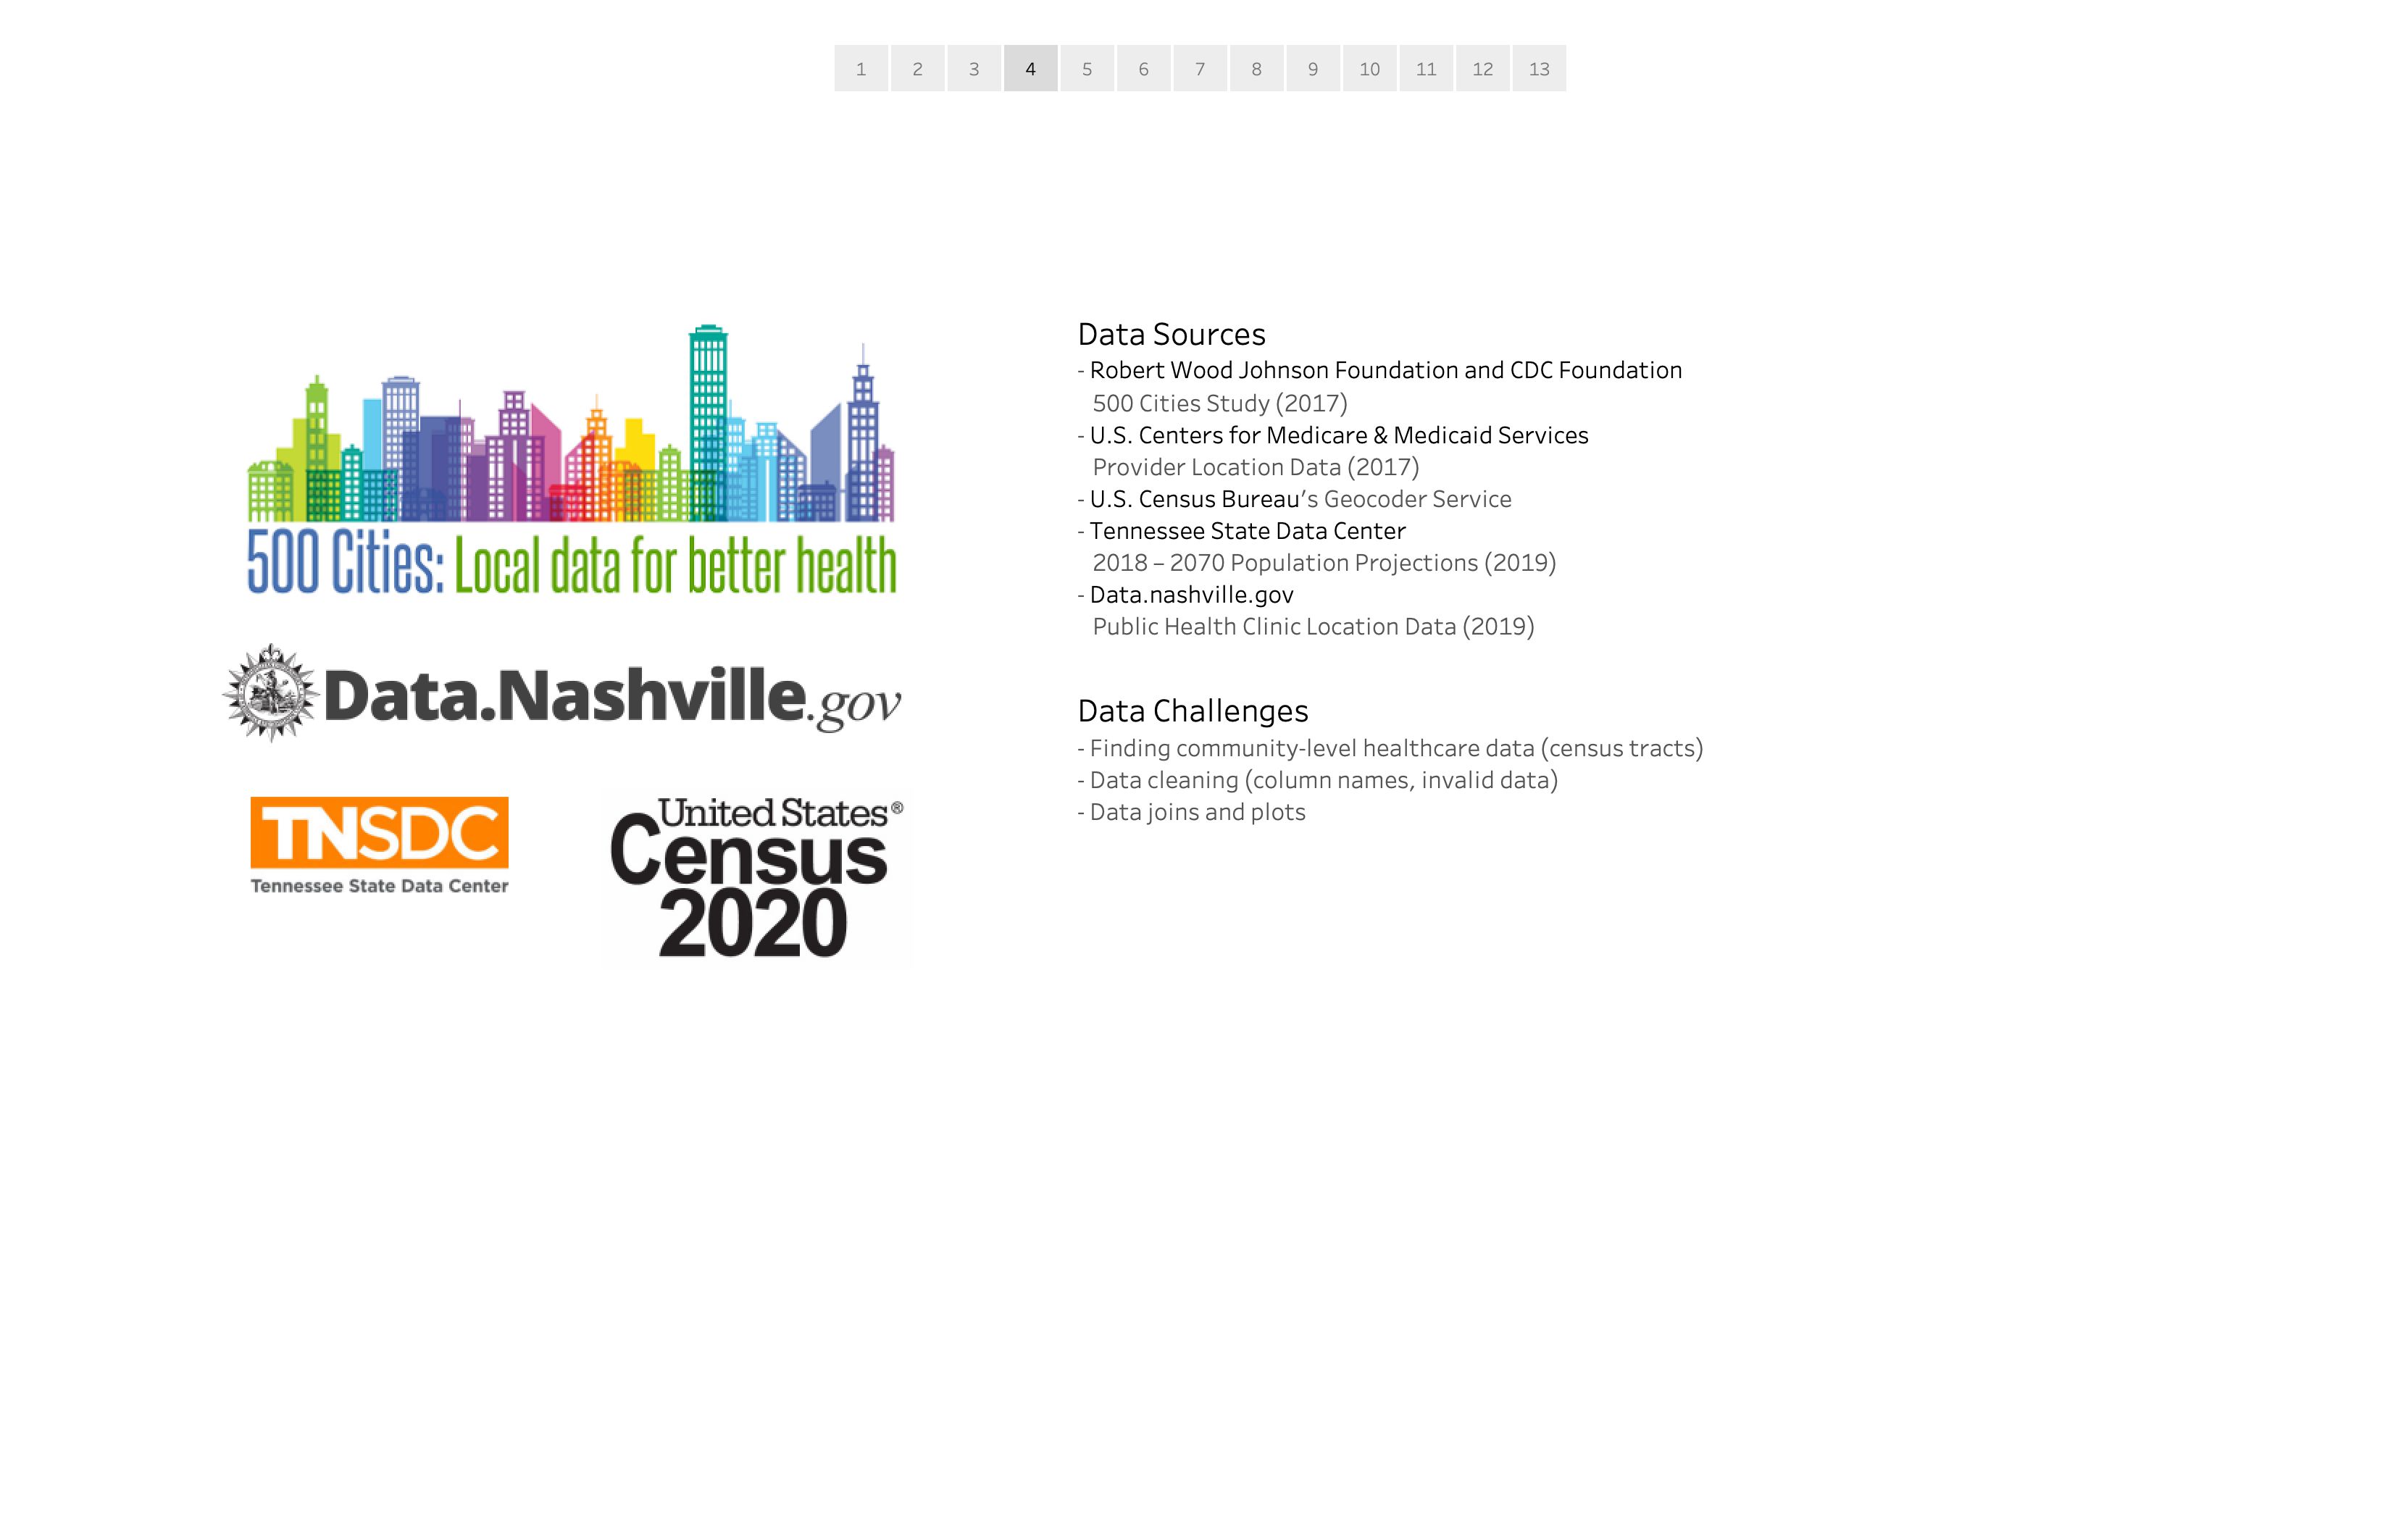 1 2 3 4 5 6 7 8 9 10 11 12 13
500 Cities: Local data for better health
Data.Nashville.gov
TNSDC
Tennessee State Data Center
United States®
Census
2020
Data Sources
- Robert Wood Johnson Foundation and CDC Foundation
500 Cities Study (2017)
- U.S. Centers for Medicare & Medicaid Services
Provider Location Data (2017)
- U.S. Census Bureau's Geocoder Service
- Tennessee State Data Center
2018 – 2070 Population Projections (2019)
- Data.nashville.gov
Public Health Clinic Location Data (2019)
Data Challenges
- Finding community-level healthcare data (census tracts)
- Data cleaning (column names, invalid data)
- Data joins and plots